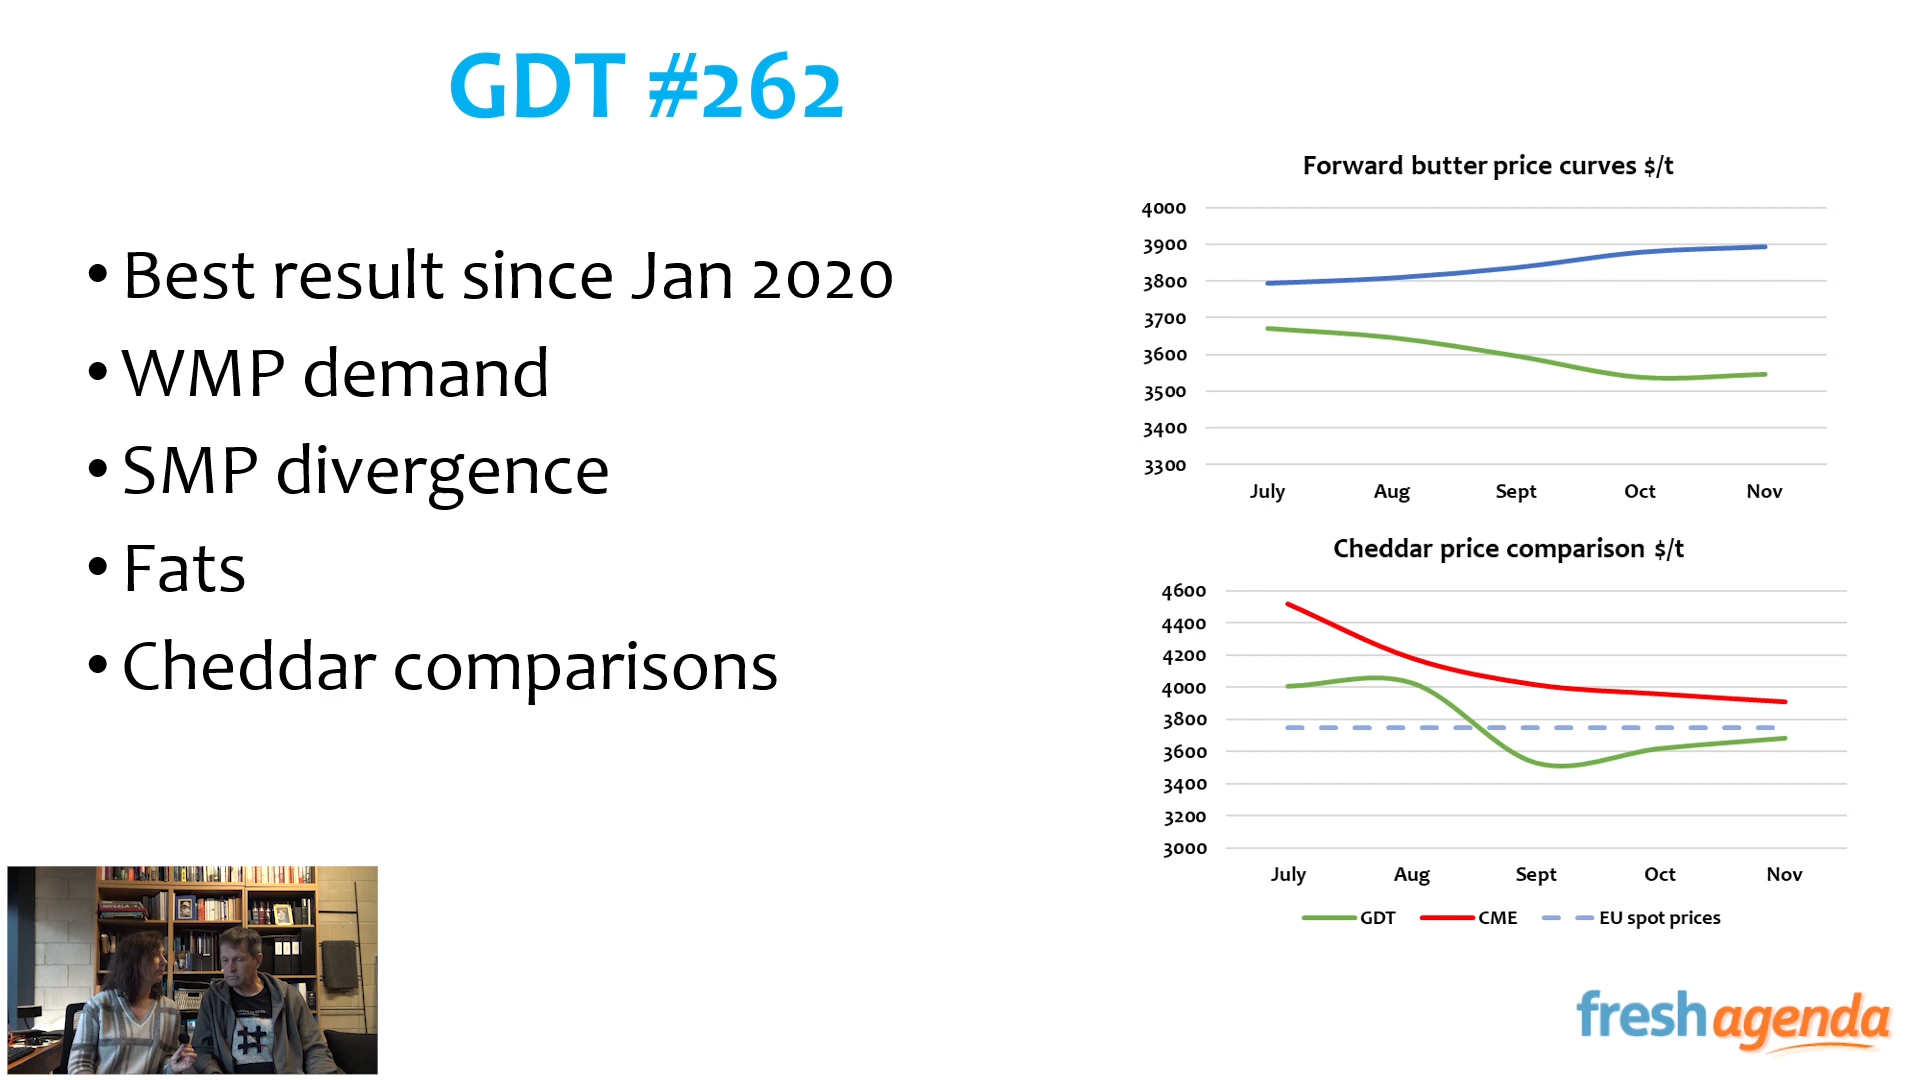 GDT #262
• Best result since Jan 2020
• WMP demand
• SMP divergence
• Fats
• Cheddar comparisons
Forward butter price curves $/t
4000
3900
3800
3700
3600
3500
3400
3300
July Aug Sept Oct Nov
Cheddar price comparison $/t
4600
4400
4200
4000
3800
3600
3400
3200
3000
July Aug Sept Oct Nov
GDT CME EU spot prices
fresh agenda